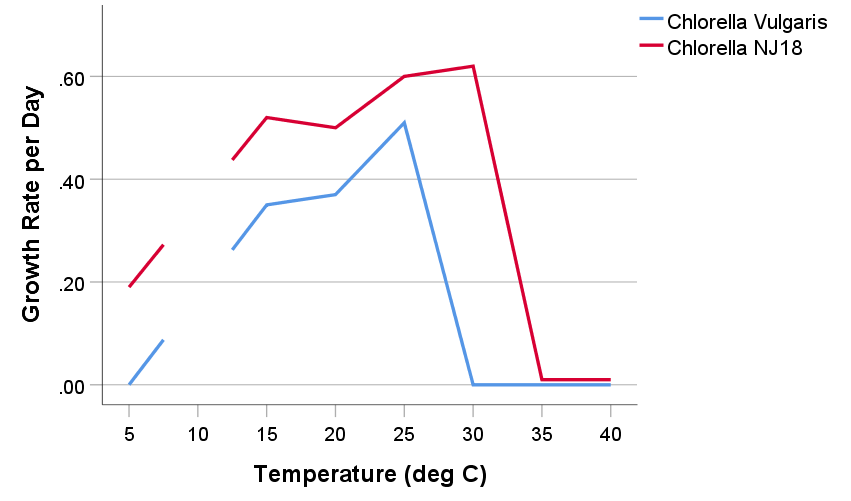 Chlorella Vulgaris
Chlorella NJ18
Growth Rate per Day
.60
.40
.20
.00
5 10 15 20 25 30 35 40
Temperature (deg C)